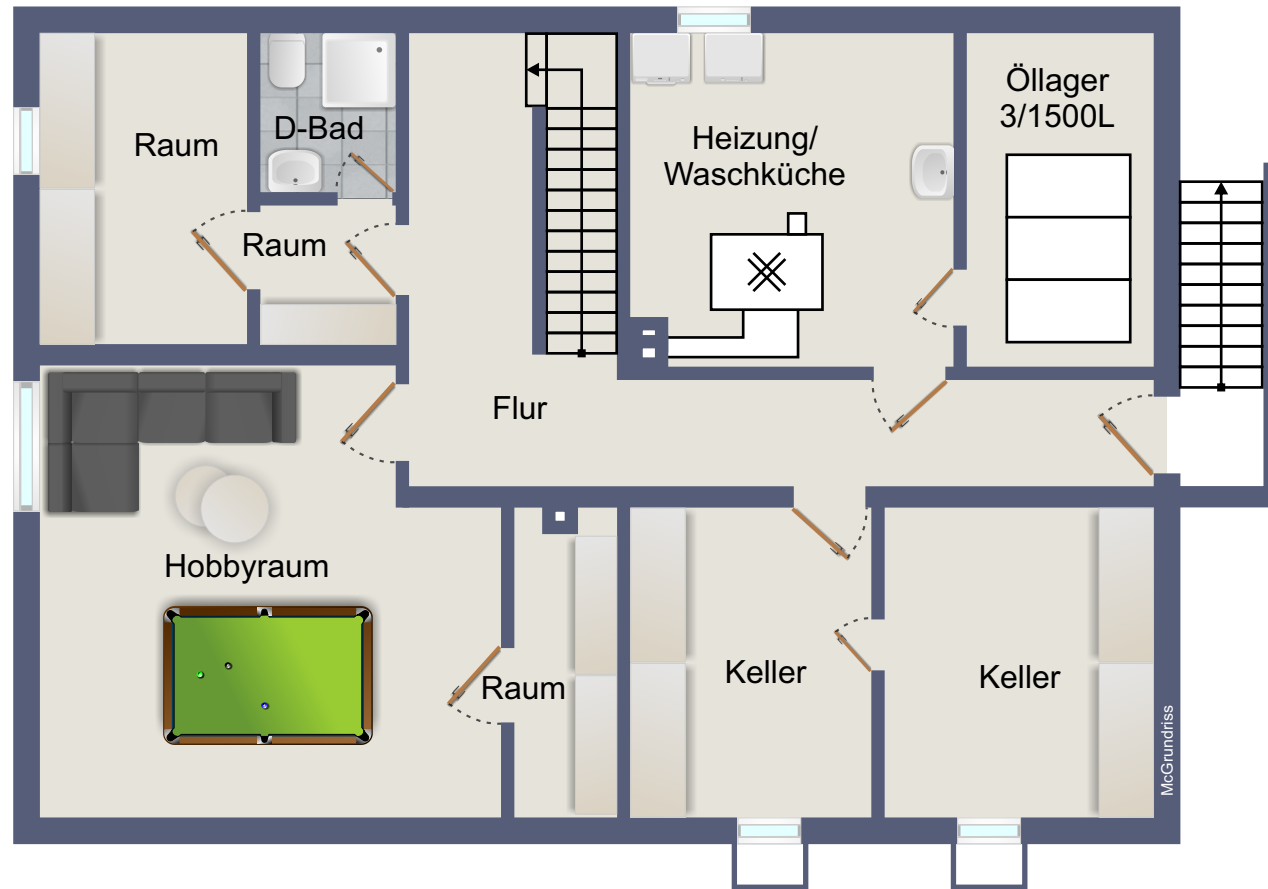 Öllager
3/1500L
D-Bad
Raum
Heizung/
Waschküche
Raum
Flur
Hobbyraum
Raum
Keller
Keller
McGrundriss